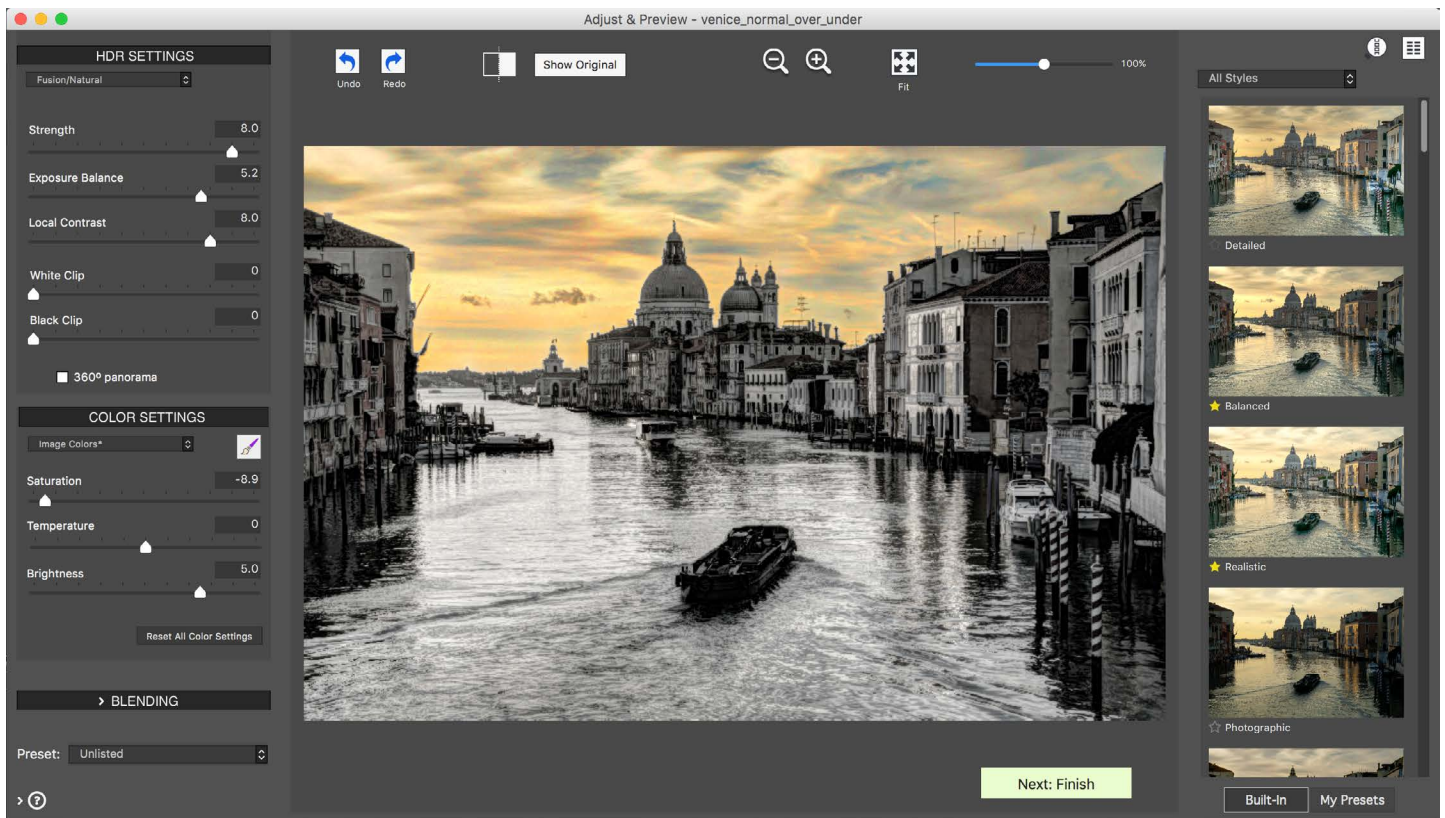 Adjust & Preview - venice_normal_over_under
HDR SETTINGS
Fusion/Natural
Strength 8.0
Exposure Balance 5.2
Local Contrast 8.0
White Clip 0
Black Clip 0
360º panorama
COLOR SETTINGS
Image Colors*
Saturation -8.9
Temperature 0
Brightness 5.0
Reset All Color Settings
> BLENDING
Preset: Unlisted
> ?
Undo Redo
Show Original
Fit
100%
Next: Finish
All Styles
Detailed
Balanced
Realistic
Photographic
Built-In My Presets